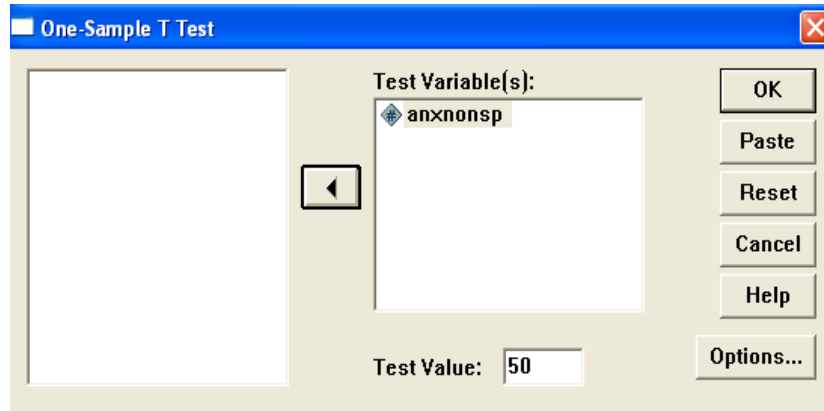 One-Sample T Test
Test Variable(s):
anxnonsp
OK
Paste
Reset
Cancel
Help
Options...
Test Value: 50